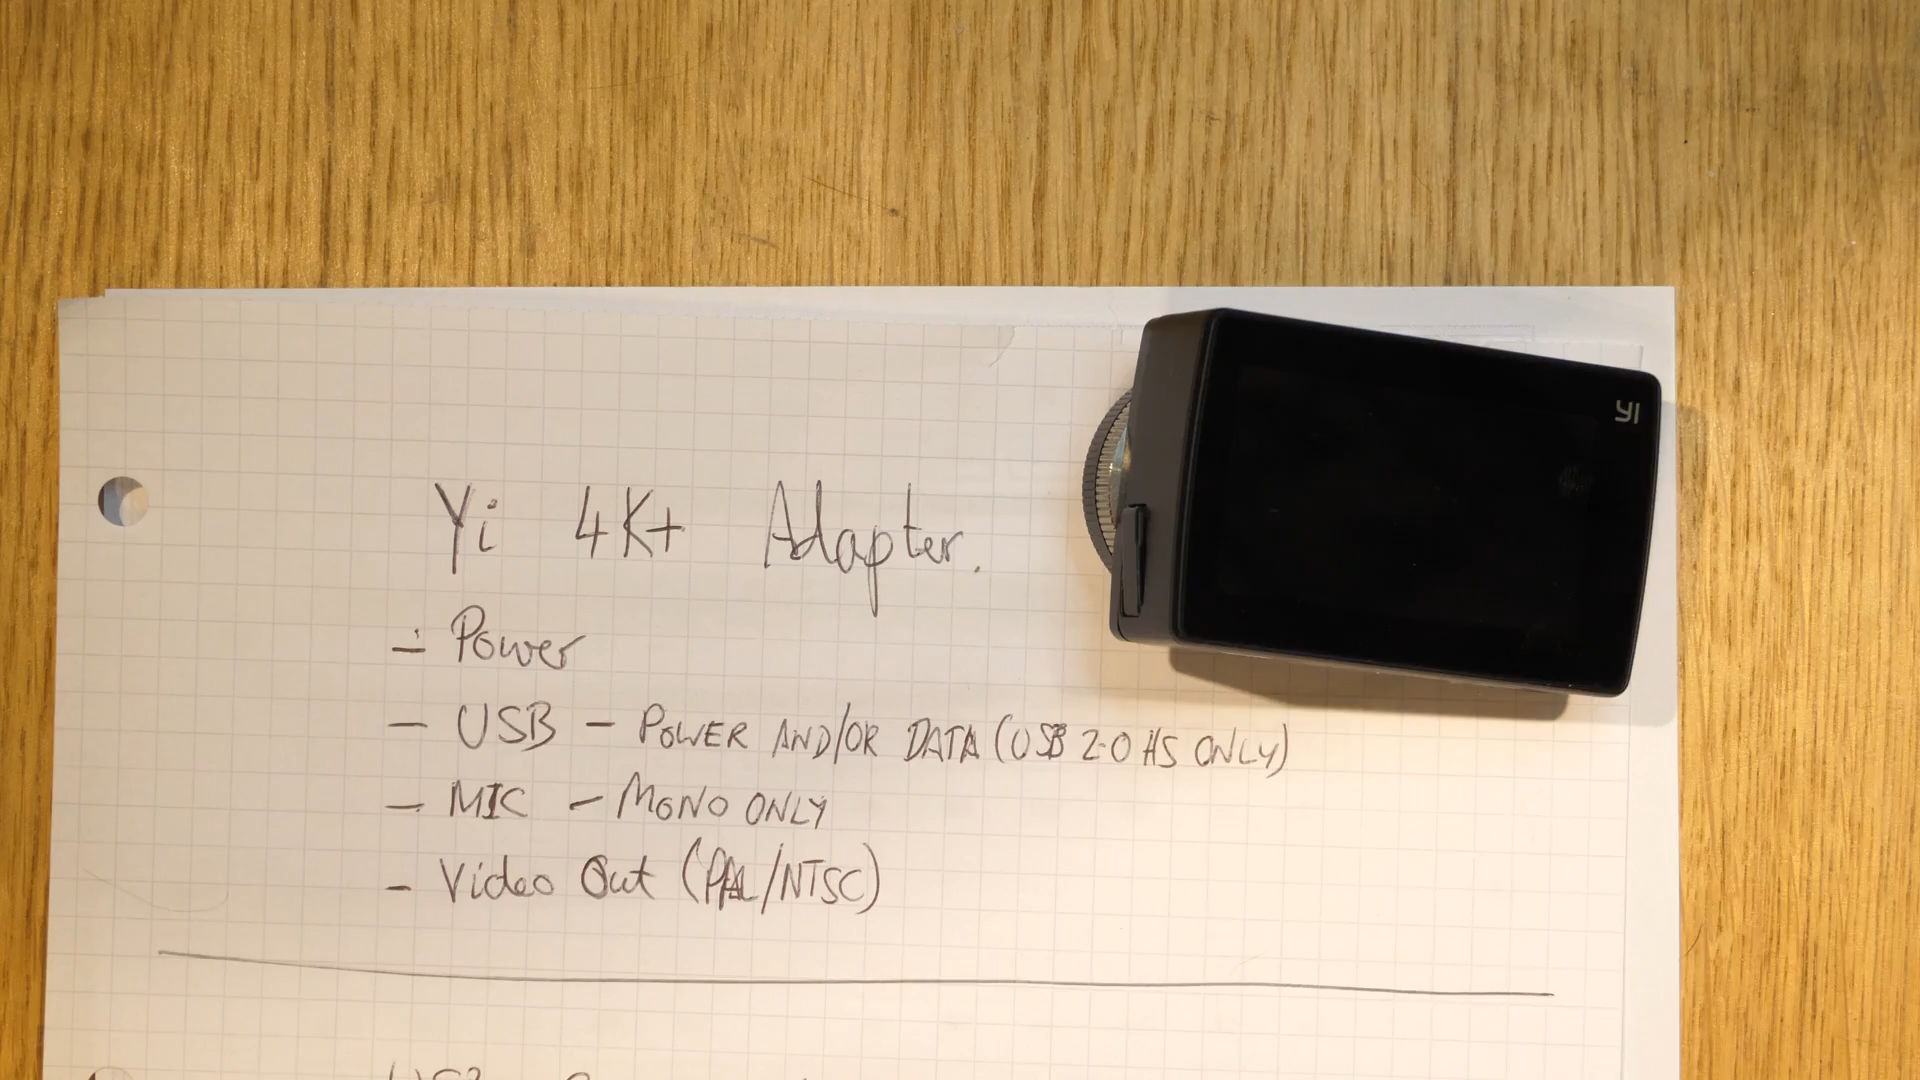 YI
Yi 4K+ Adapter.
- Power
- USB - POWER AND/OR DATA (USB 2.0 HS ONLY)
- MIC - MONO ONLY
- Video Out (PAL/NTSC)